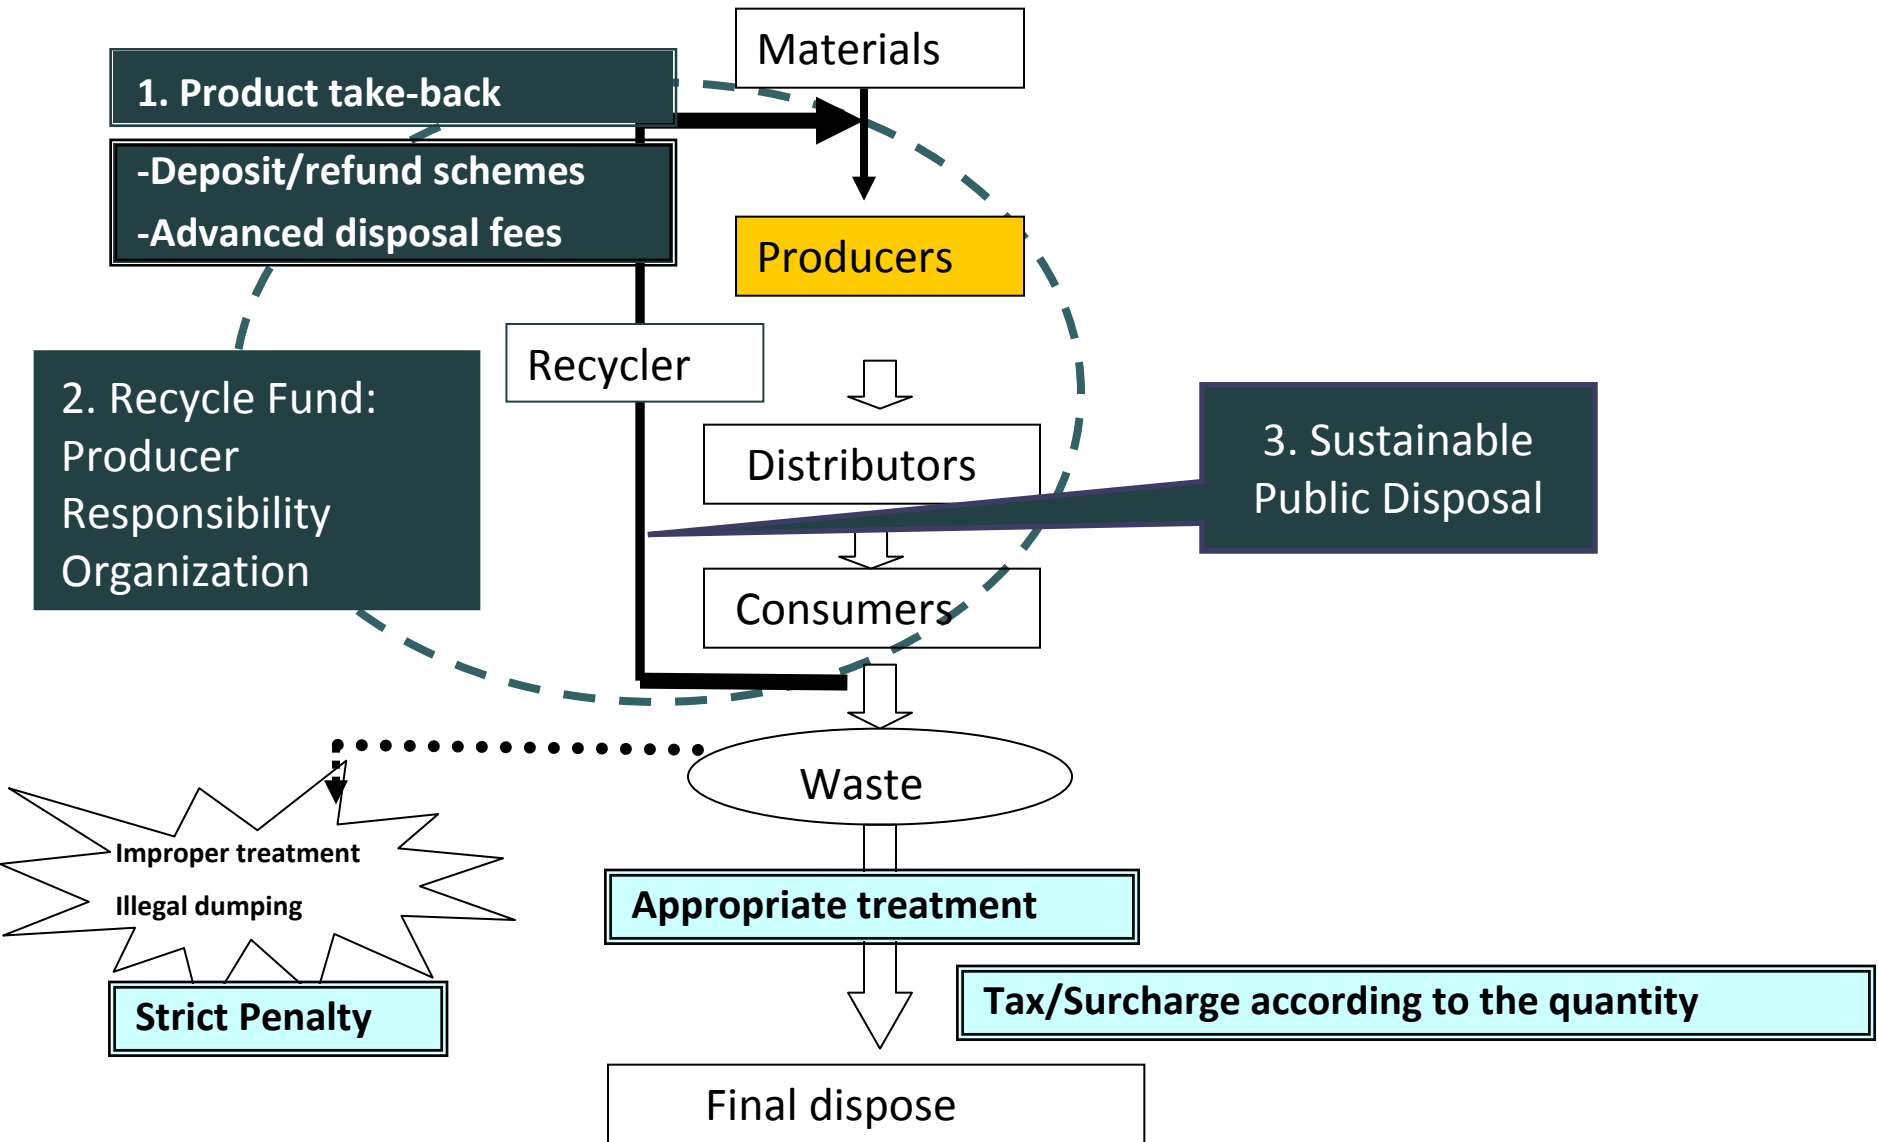 Materials
1. Product take-back
-Deposit/refund schemes
-Advanced disposal fees
Producers
Recycler
2. Recycle Fund:
Producer
Responsibility
Organization
Distributors
3. Sustainable
Public Disposal
Consumers
Waste
Improper treatment
Illegal dumping
Strict Penalty
Appropriate treatment
Tax/Surcharge according to the quantity
Final dispose